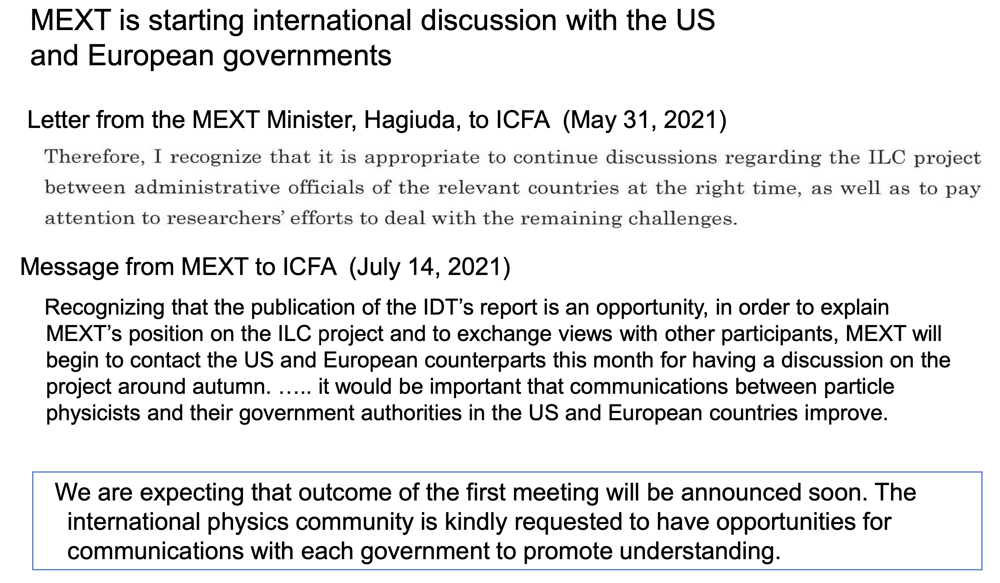 MEXT is starting international discussion with the US
and European governments
Letter from the MEXT Minister, Hagiuda, to ICFA (May 31, 2021)
Therefore, I recognize that it is appropriate to continue discussions regarding the ILC project
between administrative officials of the relevant countries at the right time, as well as to pay
attention to researchers’ efforts to deal with the remaining challenges.
Message from MEXT to ICFA (July 14, 2021)
Recognizing that the publication of the IDT’s report is an opportunity, in order to explain
MEXT’s position on the ILC project and to exchange views with other participants, MEXT will
begin to contact the US and European counterparts this month for having a discussion on the
project around autumn. ….. it would be important that communications between particle
physicists and their government authorities in the US and European countries improve.
We are expecting that outcome of the first meeting will be announced soon. The
international physics community is kindly requested to have opportunities for
communications with each government to promote understanding.